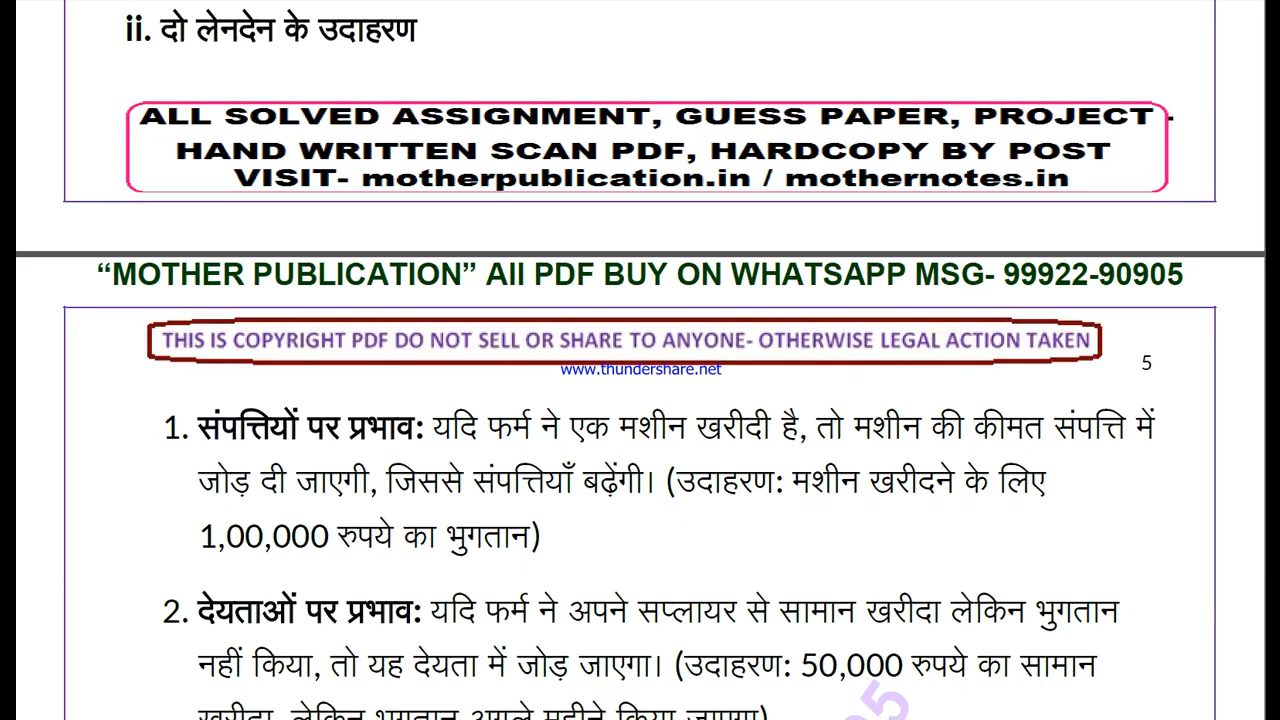 ii. दो लेनदेन के उदाहरण
ALL SOLVED ASSIGNMENT, GUESS PAPER, PROJECT -
HAND WRITTEN SCAN PDF, HARDCOPY BY POST
VISIT- motherpublication.in / mothernotes.in
“MOTHER PUBLICATION” All PDF BUY ON WHATSAPP MSG- 99922-90905
THIS IS COPYRIGHT PDF DO NOT SELL OR SHARE TO ANYONE- OTHERWISE LEGAL ACTION TAKEN
www.thundershare.net
5
1. संपत्तियों पर प्रभाव: यदि फर्म ने एक मशीन खरीदी है, तो मशीन की कीमत संपत्ति में
जोड़ दी जाएगी, जिससे संपत्तियाँ बढ़ेंगी। (उदाहरण: मशीन खरीदने के लिए
1,00,000 रुपये का भुगतान)
2. देयताओं पर प्रभाव: यदि फर्म ने अपने सप्लायर से सामान खरीदा लेकिन भुगतान
नहीं किया, तो यह देयता में जोड़ जाएगा। (उदाहरण: 50,000 रुपये का सामान
खरीदा, लेकिन भुगतान अगले महीने किया जाएगा)